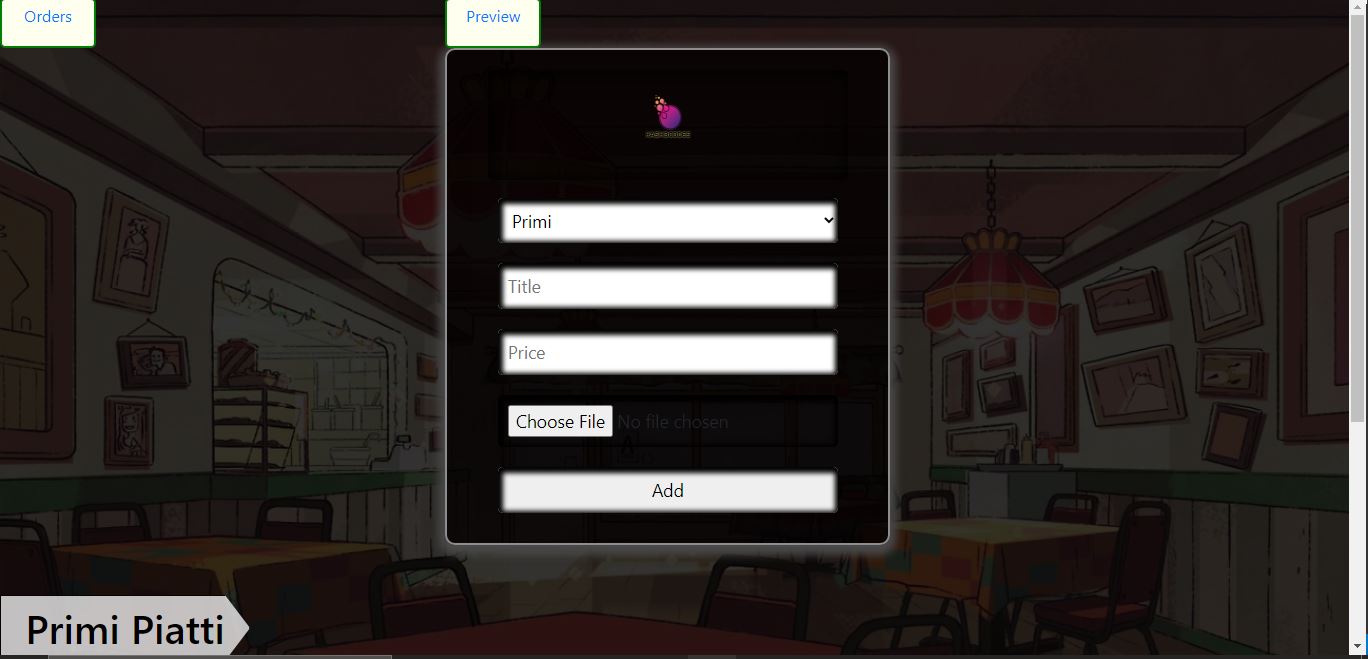 Orders
Preview
Primi
Title
Price
Choose File No file chosen
Add
Primi Piatti